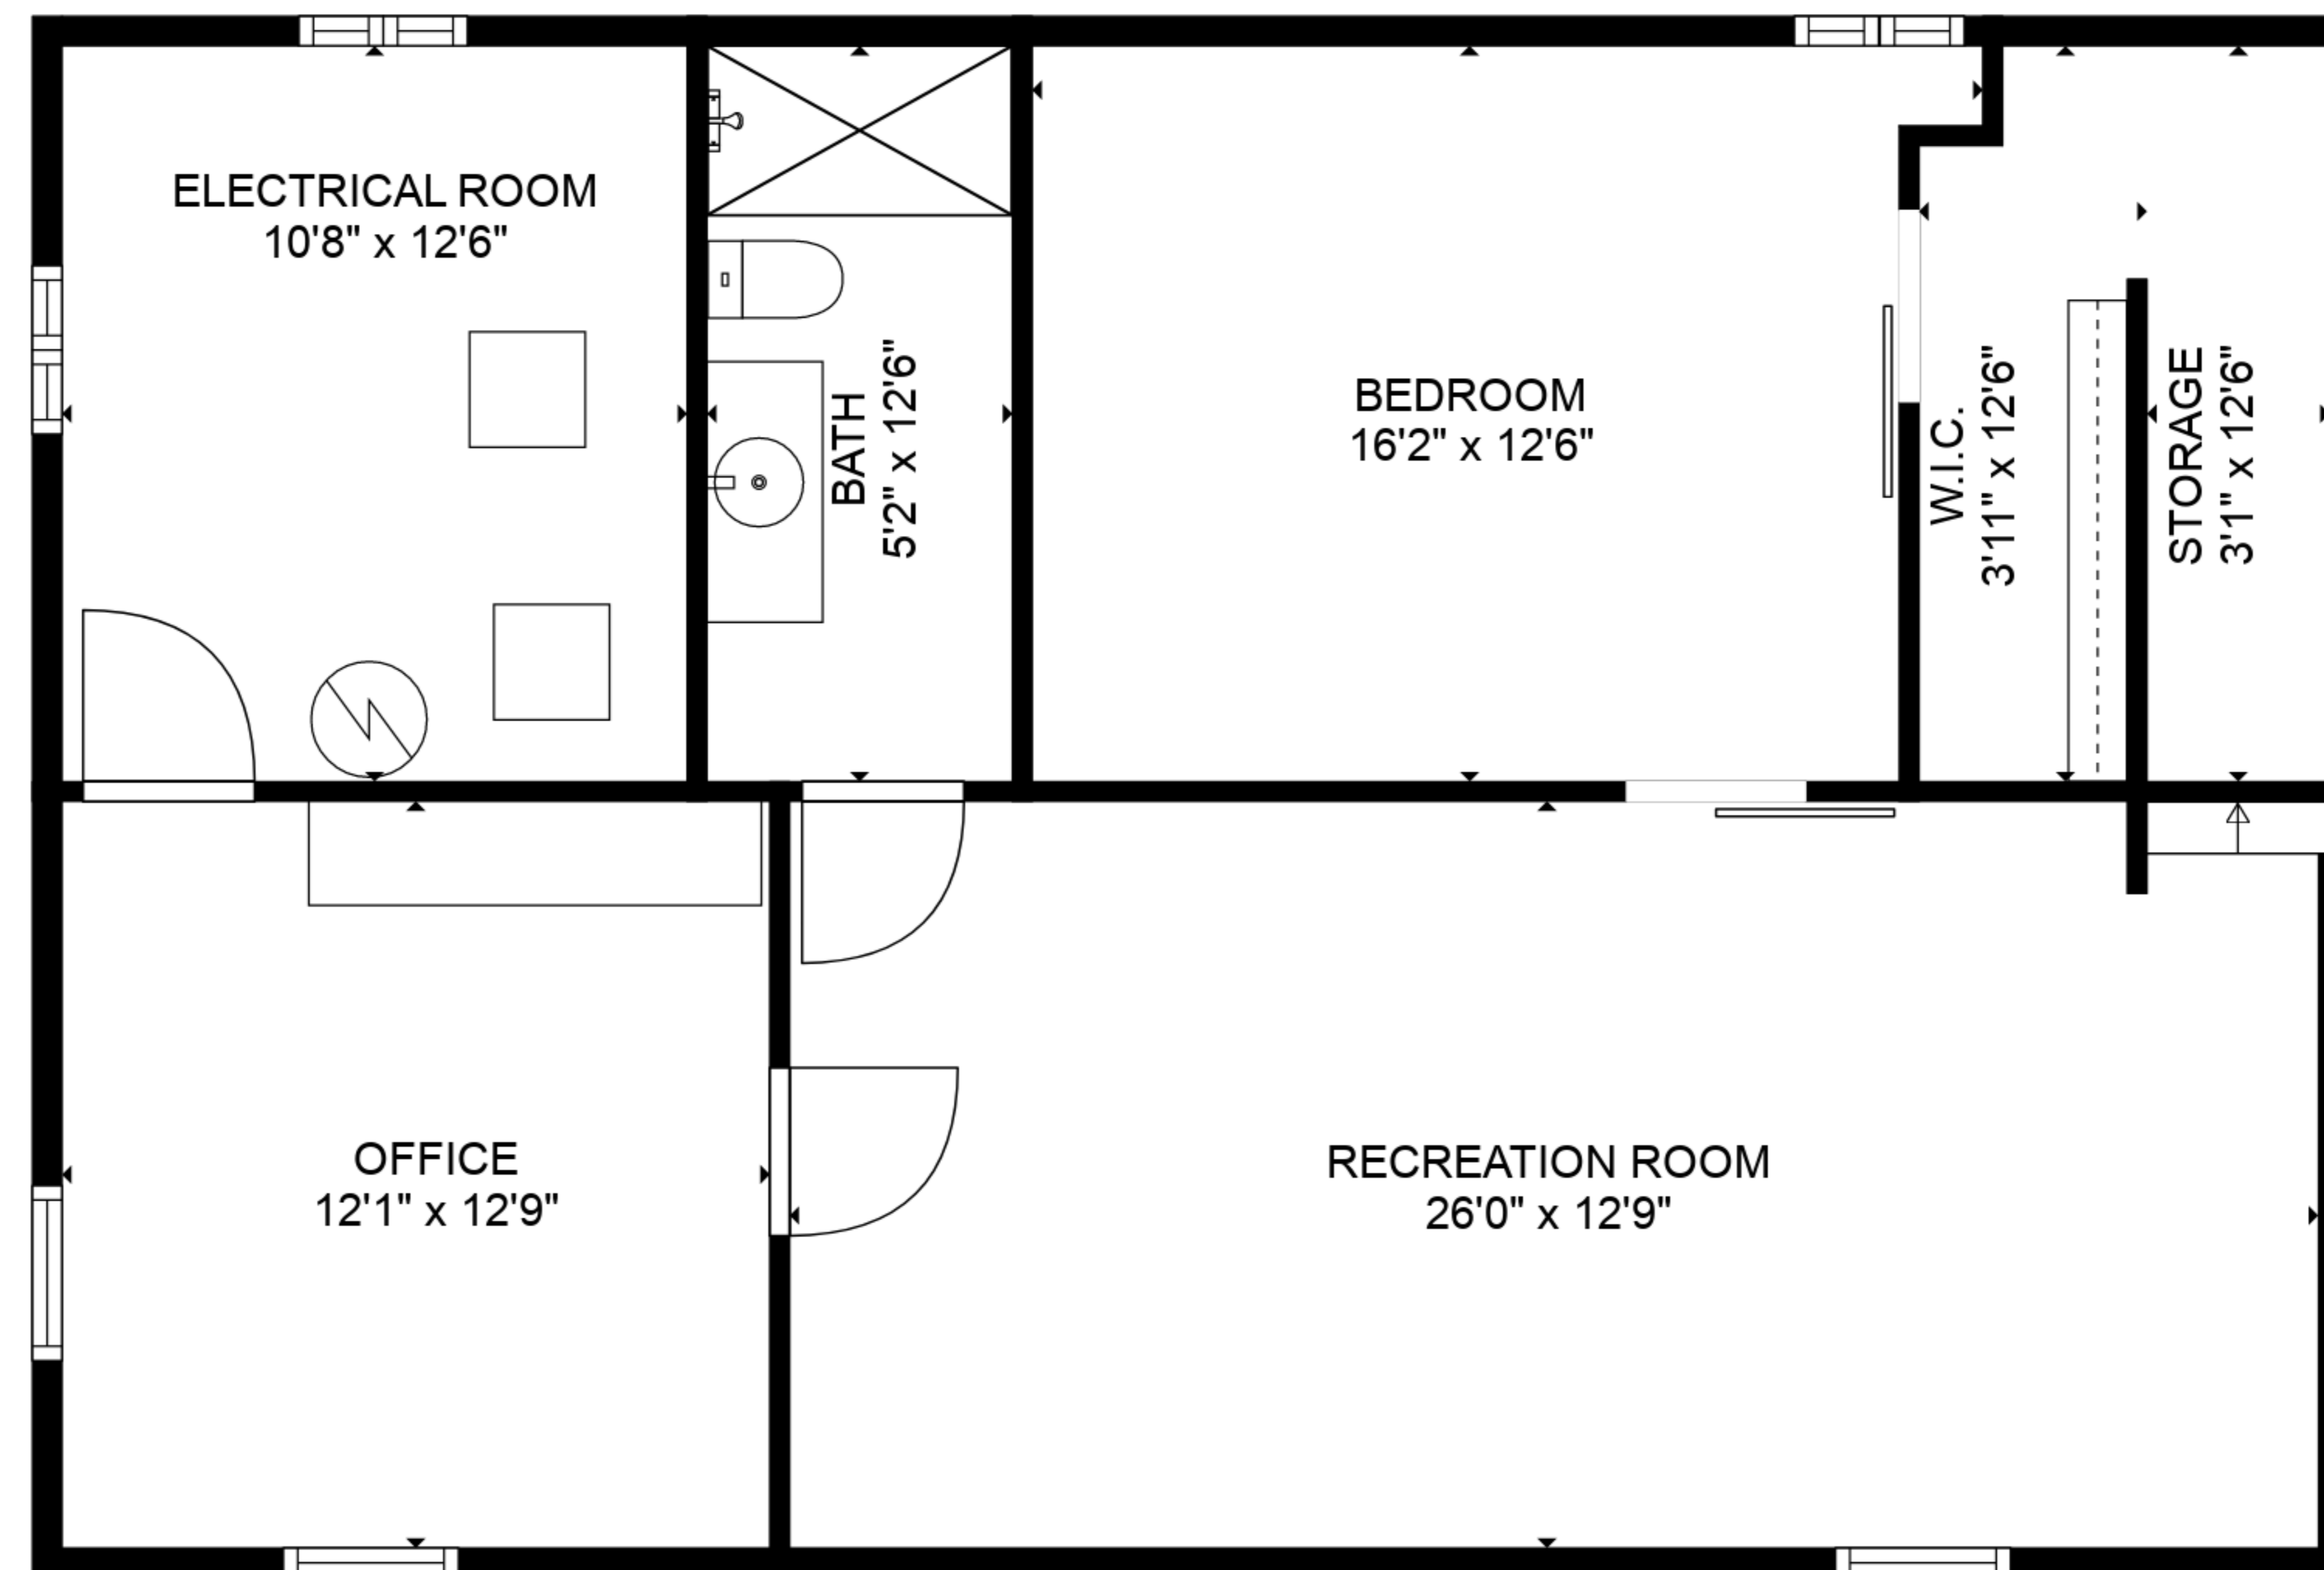 ELECTRICAL ROOM
10'8" x 12'6"
BATH
5'2" x 12'6"
BEDROOM
16'2" x 12'6"
W.I.C.
3'11" x 12'6"
STORAGE
3'1" x 12'6"
OFFICE
12'1" x 12'9"
RECREATION ROOM
26'0" x 12'9"